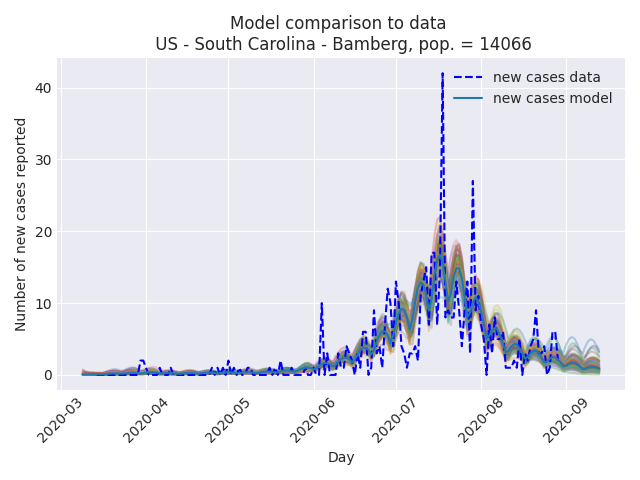 Model comparison to data
US - South Carolina - Bamberg, pop. = 14066
new cases data
new cases model
Number of new cases reported
40
30
20
10
0
2020-03
2020-04
2020-05
2020-06
2020-07
2020-08
2020-09
Day